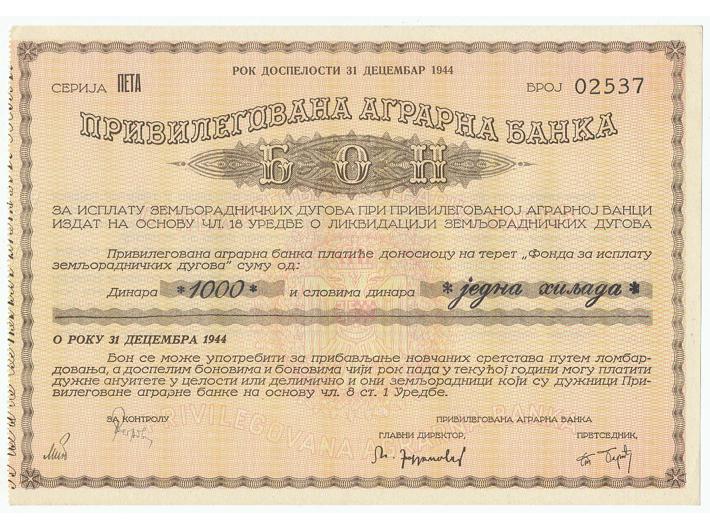 РОК ДОСПЕЛОСТИ 31 ДЕЦЕМБАР 1944
СЕРИЈА ПЕТА
БРОЈ 02537
ПРИВИЛЕГОВАНА АГРАРНА БАНКА
БОН
ЗА ИСПЛАТУ ЗЕМЉОРАДНИЧКИХ ДУГОВА ПРИ ПРИВИЛЕГОВАНОЈ АГРАРНОЈ БАНЦИ
ИЗДАТ НА ОСНОВУ ЧЛ. 18 УРЕДБЕ О ЛИКВИДАЦИЈИ ЗЕМЉОРАДНИЧКИХ ДУГОВА
Привилегована аграрна банка платиће доносиоцу на терет „Фонда за исплату
земљорадничких дугова" суму од:
Динара *1000* и словима динара *једна хиљада*
О РОКУ 31 ДЕЦЕМБРА 1944
Бон се може употребити за прибављање новчаних сретстава путем ломбар-
довања, а доспелим боновима и боновима чији рок пада у текућој години могу платити
дужне ануитете у целости или делимично и они земљорадници који су дужници При-
вилеговане аграрне банке на основу чл. 8 ст. 1 Уредбе.
ЗА КОНТРОЛУ
ПРИВИЛЕГОВАНА АГРАРНА БАНКА
ГЛАВНИ ДИРЕКТОР,
ПРЕТСЕДНИК,
PRIVILEGOVANA AGRARNA BANKA